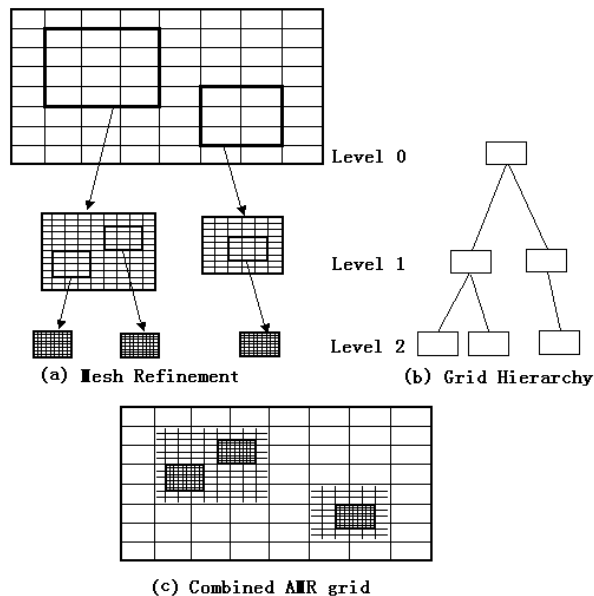 Level 0
Level 1
Level 2
(a) Mesh Refinement
(b) Grid Hierarchy
(c) Combined AMR grid